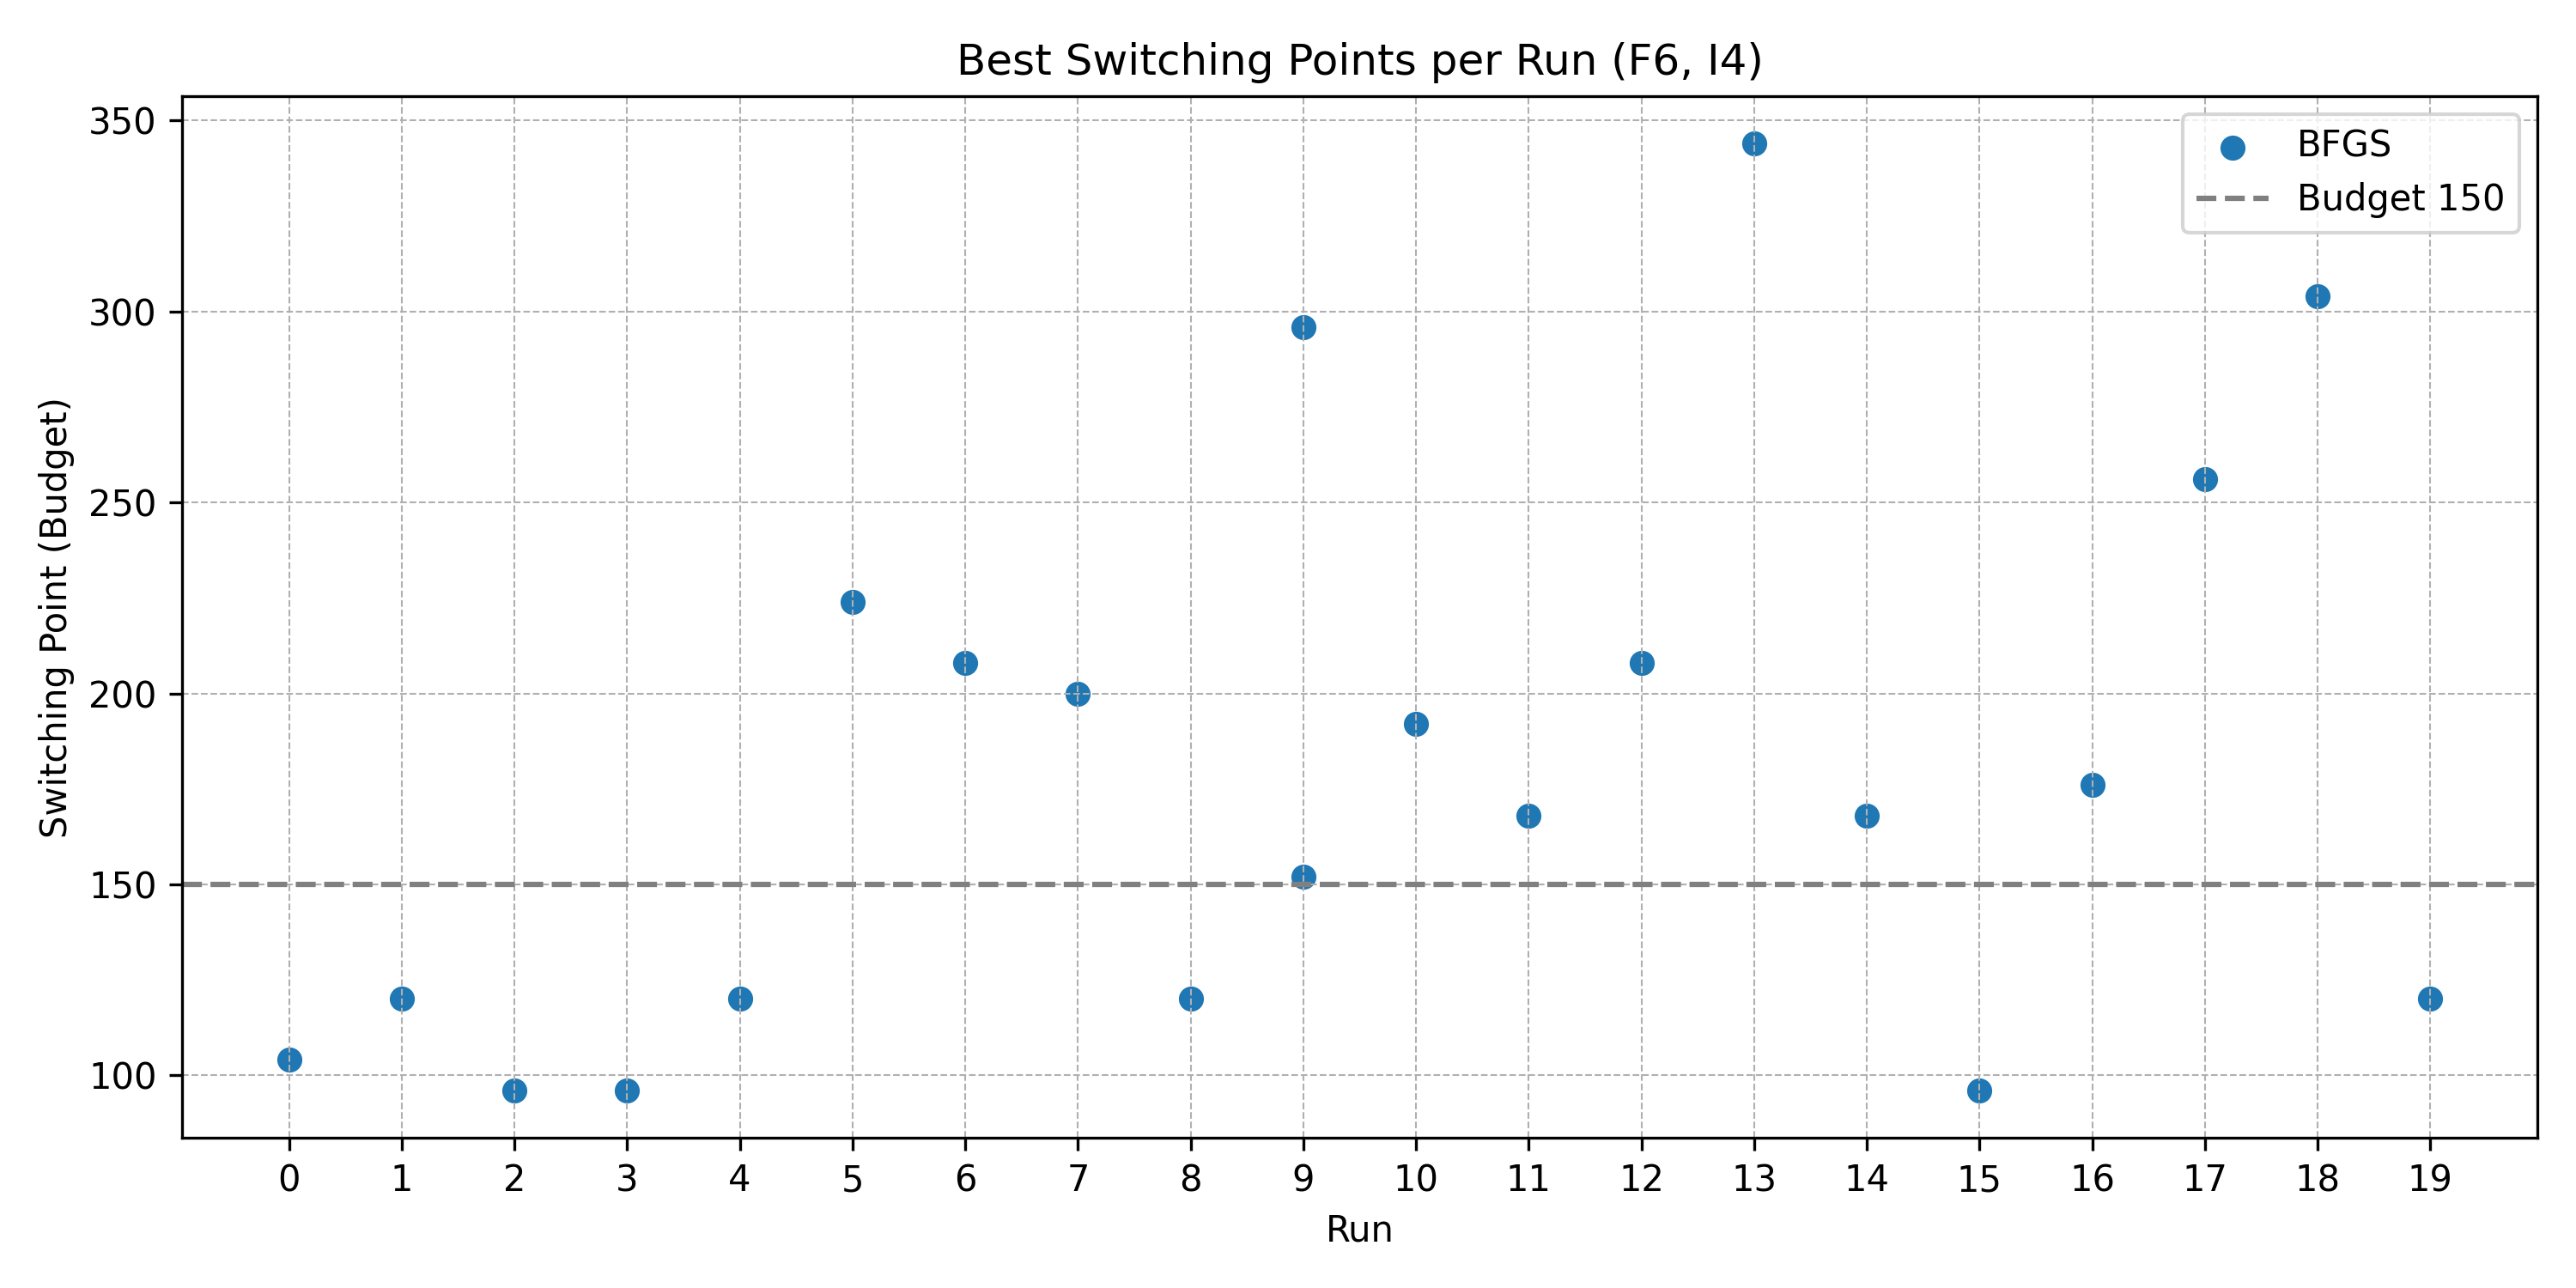 Best Switching Points per Run (F6, I4)
350
300
250
200
150
100
Switching Point (Budget)
BFGS
Budget 150
0 1 2 3 4 5 6 7 8 9 10 11 12 13 14 15 16 17 18 19
Run